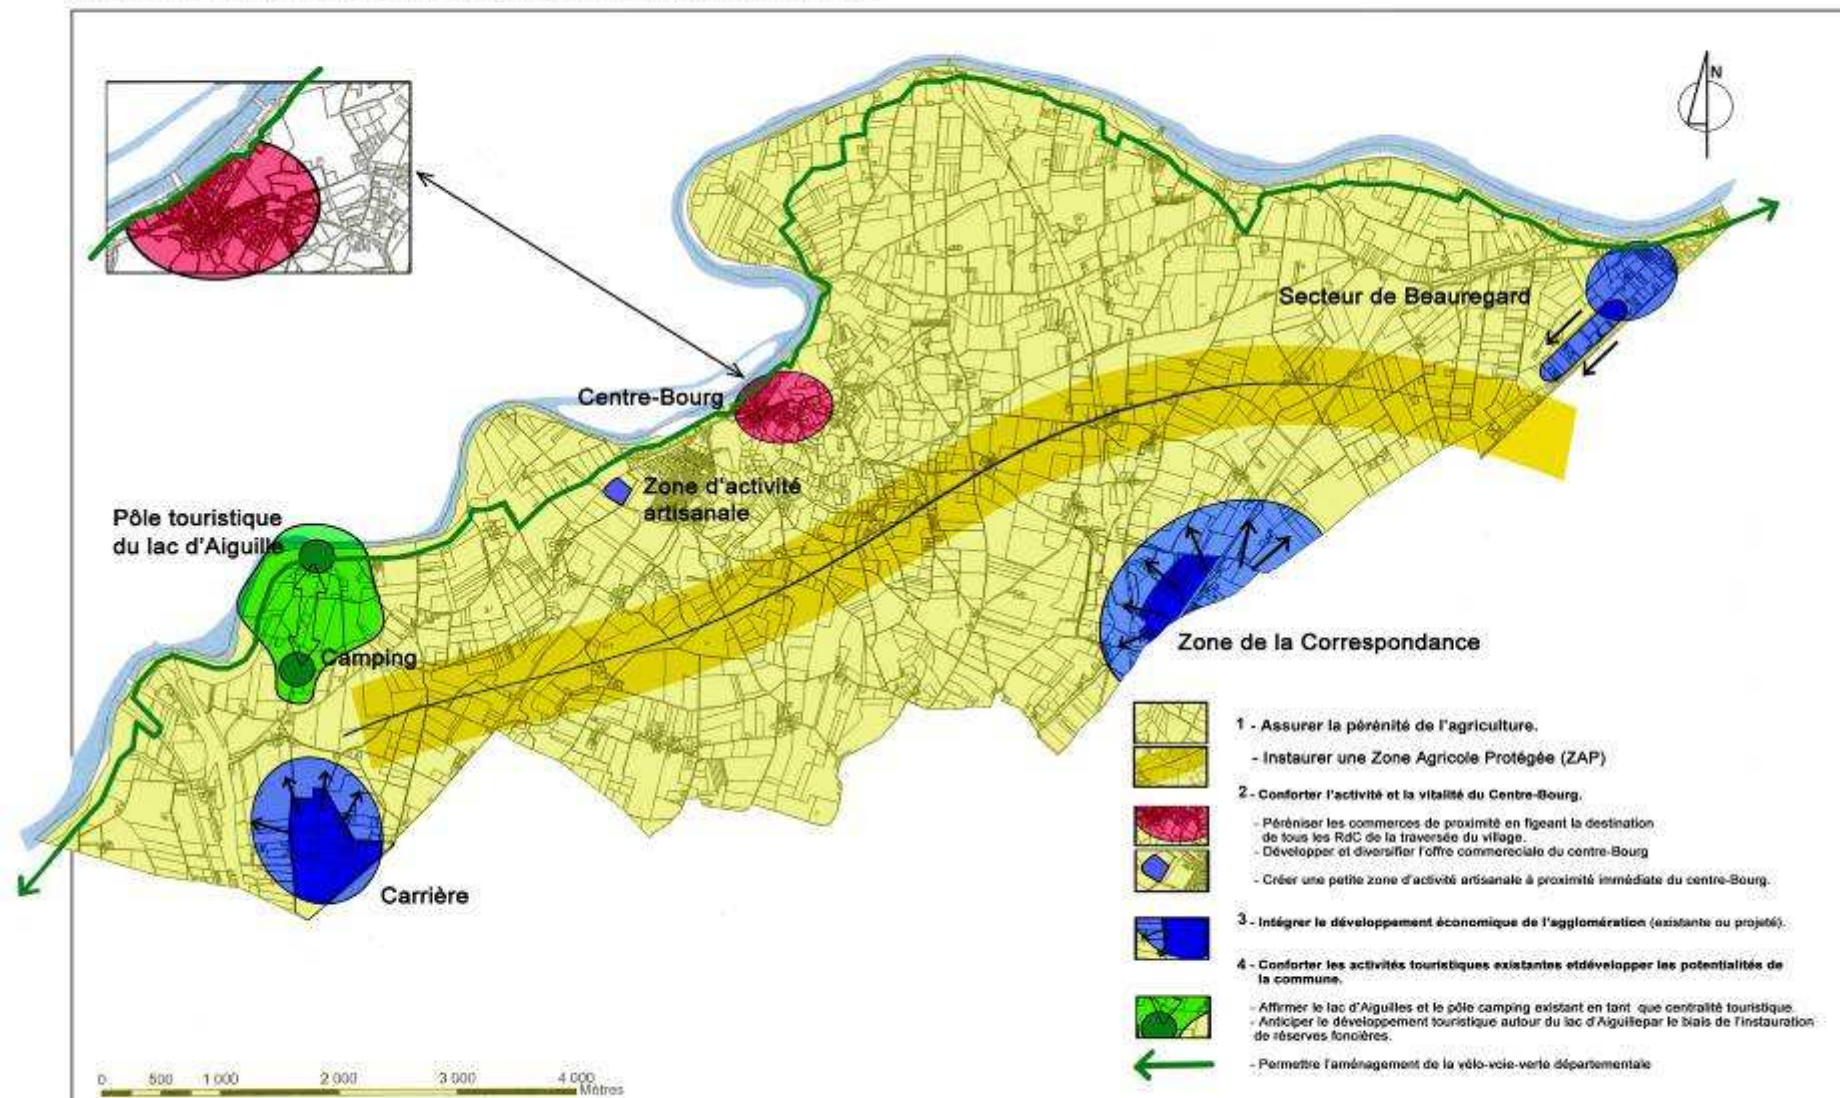 N
Secteur de Beauregard
Centre-Bourg
Zone d'activité
artisanale
Pôle touristique
du lac d'Aiguille
Camping
Zone de la Correspondance
Carrière
1 - Assurer la pérénité de l'agriculture.
- Instaurer une Zone Agricole Protégée (ZAP)
2 - Conforter l'activité et la vitalité du Centre-Bourg.
- Péréniser les commerces de proximité en figeant la destination
de tous les RdC de la traversée du village.
- Développer et diversifier l'offre commereciale du centre-Bourg
- Créer une petite zone d'activité artisanale à proximité immédiate du centre-Bourg.
3 - Intégrer le développement économique de l'agglomération (existante ou projeté).
4 - Conforter les activités touristiques existantes etdévelopper les potentialités de
la commune.
- Affirmer le lac d'Aiguilles et le pôle camping existant en tant que centralité touristique.
- Anticiper le développement touristique autour du lac d'Aiguillepar le biais de l'instauration
de réserves foncières.
- Permettre l'aménagement de la vélo-voie-verte départementale
0 500 1 000 2 000 3 000 4 000
Mètres